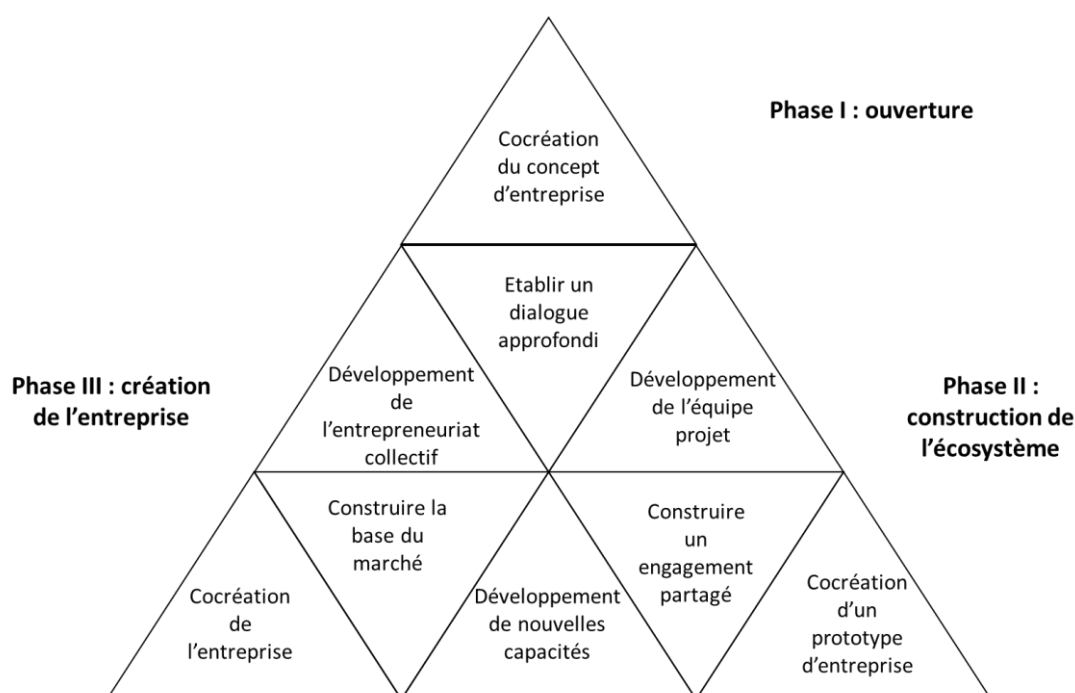 Phase I : ouverture
Cocréation
du concept
d'entreprise
Etablir un
dialogue
approfondi
Phase III : création
de l'entreprise
Développement
de
l'entrepreneuriat
collectif
Développement
de l'équipe
projet
Phase II :
construction de
l'écosystème
Construire la
base du
marché
Construire
un
engagement
partagé
Cocréation
de
l'entreprise
Développement
de nouvelles
capacités
Cocréation
d'un
prototype
d'entreprise